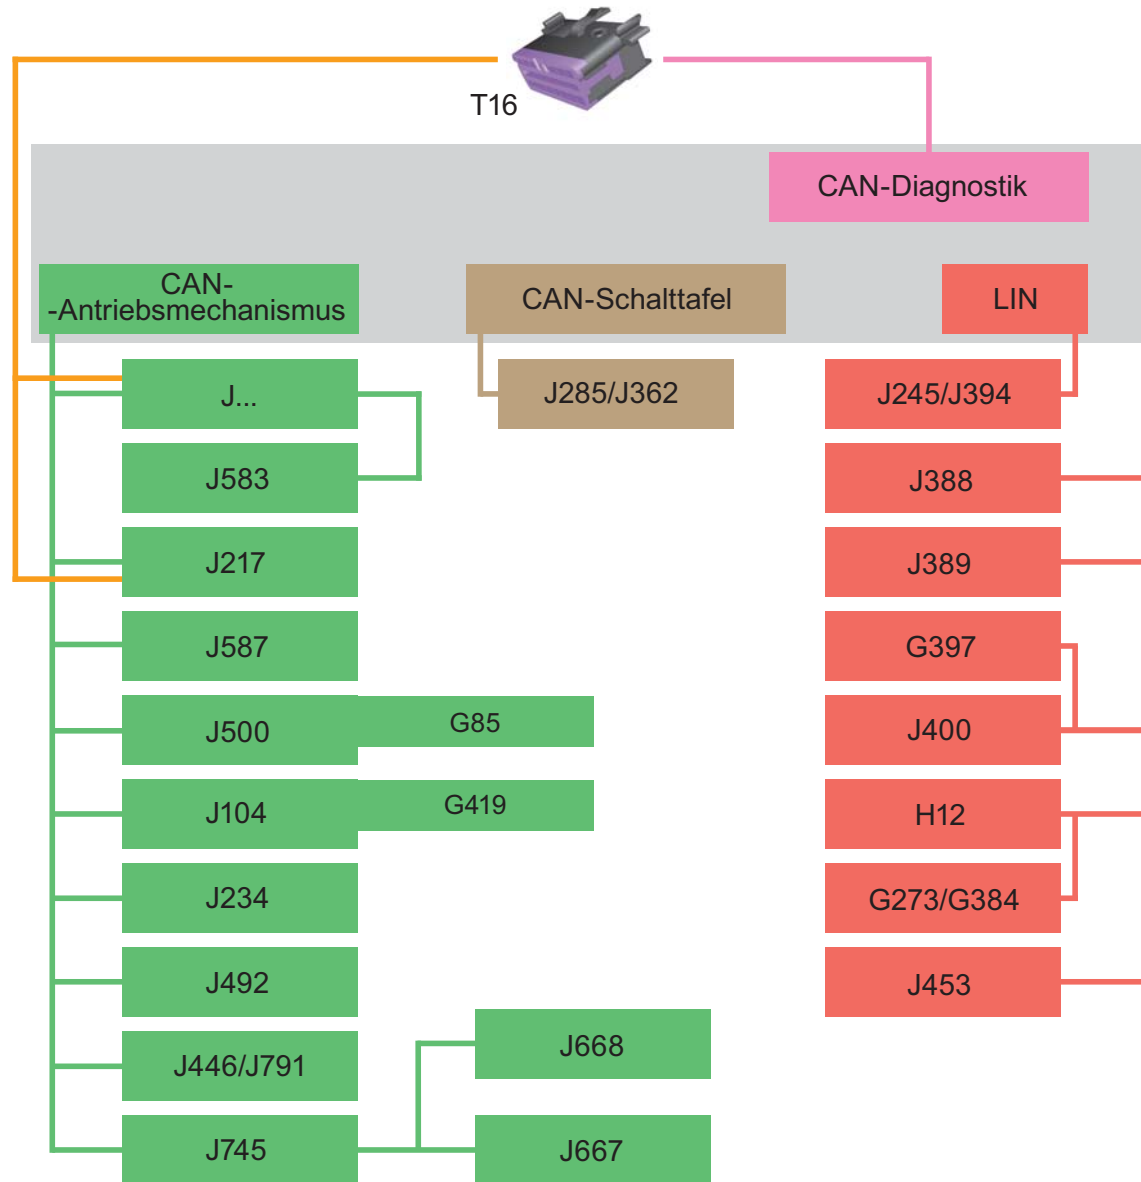 T16
CAN-Diagnostik
CAN-
-Antriebsmechanismus
CAN-Schalttafel
LIN
J...
J285/J362
J245/J394
J583
J388
J217
J389
J587
G397
J500
G85
J400
J104
G419
H12
J234
G273/G384
J492
J453
J446/J791
J668
J745
J667